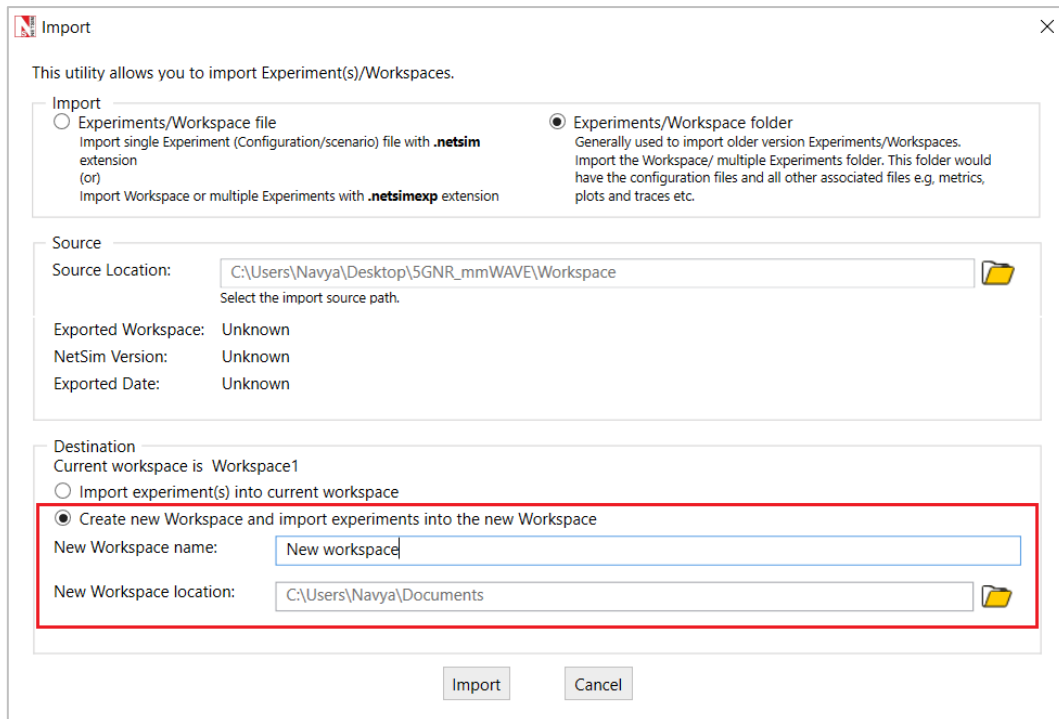 Import
This utility allows you to import Experiment(s)/Workspaces.
Import
Experiments/Workspace file
Import single Experiment (Configuration/scenario) file with .netsim
extension
(or)
Import Workspace or multiple Experiments with .netsimexp extension
Experiments/Workspace folder
Generally used to import older version Experiments/Workspaces.
Import the Workspace/ multiple Experiments folder. This folder would
have the configuration files and all other associated files e.g, metrics,
plots and traces etc.
Source
Source Location: C:\Users\Navya\Desktop\5GNR_mmWAVE\Workspace
Select the import source path.
Exported Workspace: Unknown
NetSim Version: Unknown
Exported Date: Unknown
Destination
Current workspace is Workspace1
Import experiment(s) into current workspace
Create new Workspace and import experiments into the new Workspace
New Workspace name: New workspace
New Workspace location: C:\Users\Navya\Documents
Import Cancel